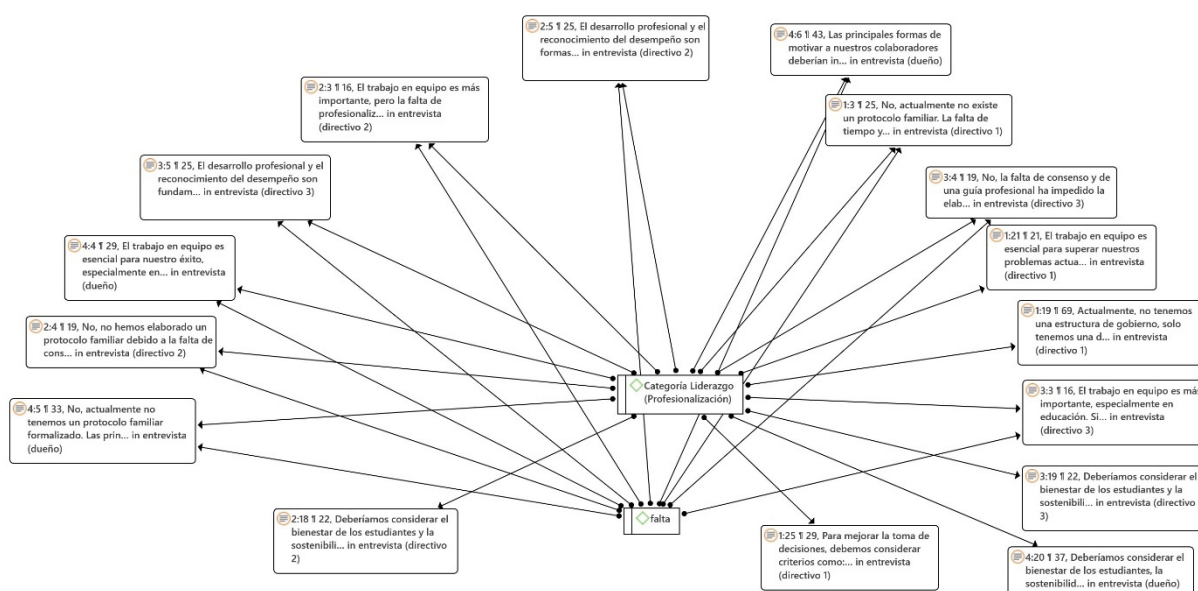 2:5 ¶ 25, El desarrollo profesional y el
reconocimiento del desempeño son
formas... in entrevista (directivo 2)
4:6 ¶ 43, Las principales formas de
motivar a nuestros colaboradores
deberían in... in entrevista (dueño)
2:3 ¶ 16, El trabajo en equipo es más
importante, pero la falta de
profesionaliz... in entrevista
(directivo 2)
1:3 ¶ 25, No, actualmente no existe
un protocolo familiar. La falta de
tiempo y... in entrevista (directivo 1)
3:5 ¶ 25, El desarrollo profesional y el
reconocimiento del desempeño son
fundam... in entrevista (directivo 3)
3:4 ¶ 19, No, la falta de consenso y de
una guía profesional ha impedido la
elab... in entrevista (directivo 3)
4:4 ¶ 29, El trabajo en equipo es
esencial para nuestro éxito,
especialmente en... in entrevista
(dueño)
1:21 ¶ 21, El trabajo en equipo es
esencial para superar nuestros
problemas actua... in entrevista
(directivo 1)
2:4 ¶ 19, No, no hemos elaborado un
protocolo familiar debido a la falta de
cons... in entrevista (directivo 2)
1:19 ¶ 69, Actualmente, no tenemos
una estructura de gobierno, solo
tenemos una d... in entrevista
(directivo 1)
Categoría Liderazgo
(Profesionalización)
4:5 ¶ 33, No, actualmente no
tenemos un protocolo familiar
formalizado. Las prin... in entrevista
(dueño)
3:3 ¶ 16, El trabajo en equipo es más
importante, especialmente en
educación. Si... in entrevista
(directivo 3)
3:19 ¶ 22, Deberíamos considerar el
bienestar de los estudiantes y la
sostenibili... in entrevista (directivo
3)
2:18 ¶ 22, Deberíamos considerar el
bienestar de los estudiantes y la
sostenibili... in entrevista (directivo
2)
falta
1:25 ¶ 29, Para mejorar la toma de
decisiones, debemos considerar
criterios como:... in entrevista
(directivo 1)
4:20 ¶ 37, Deberíamos considerar el
bienestar de los estudiantes, la
sostenibilid... in entrevista (dueño)